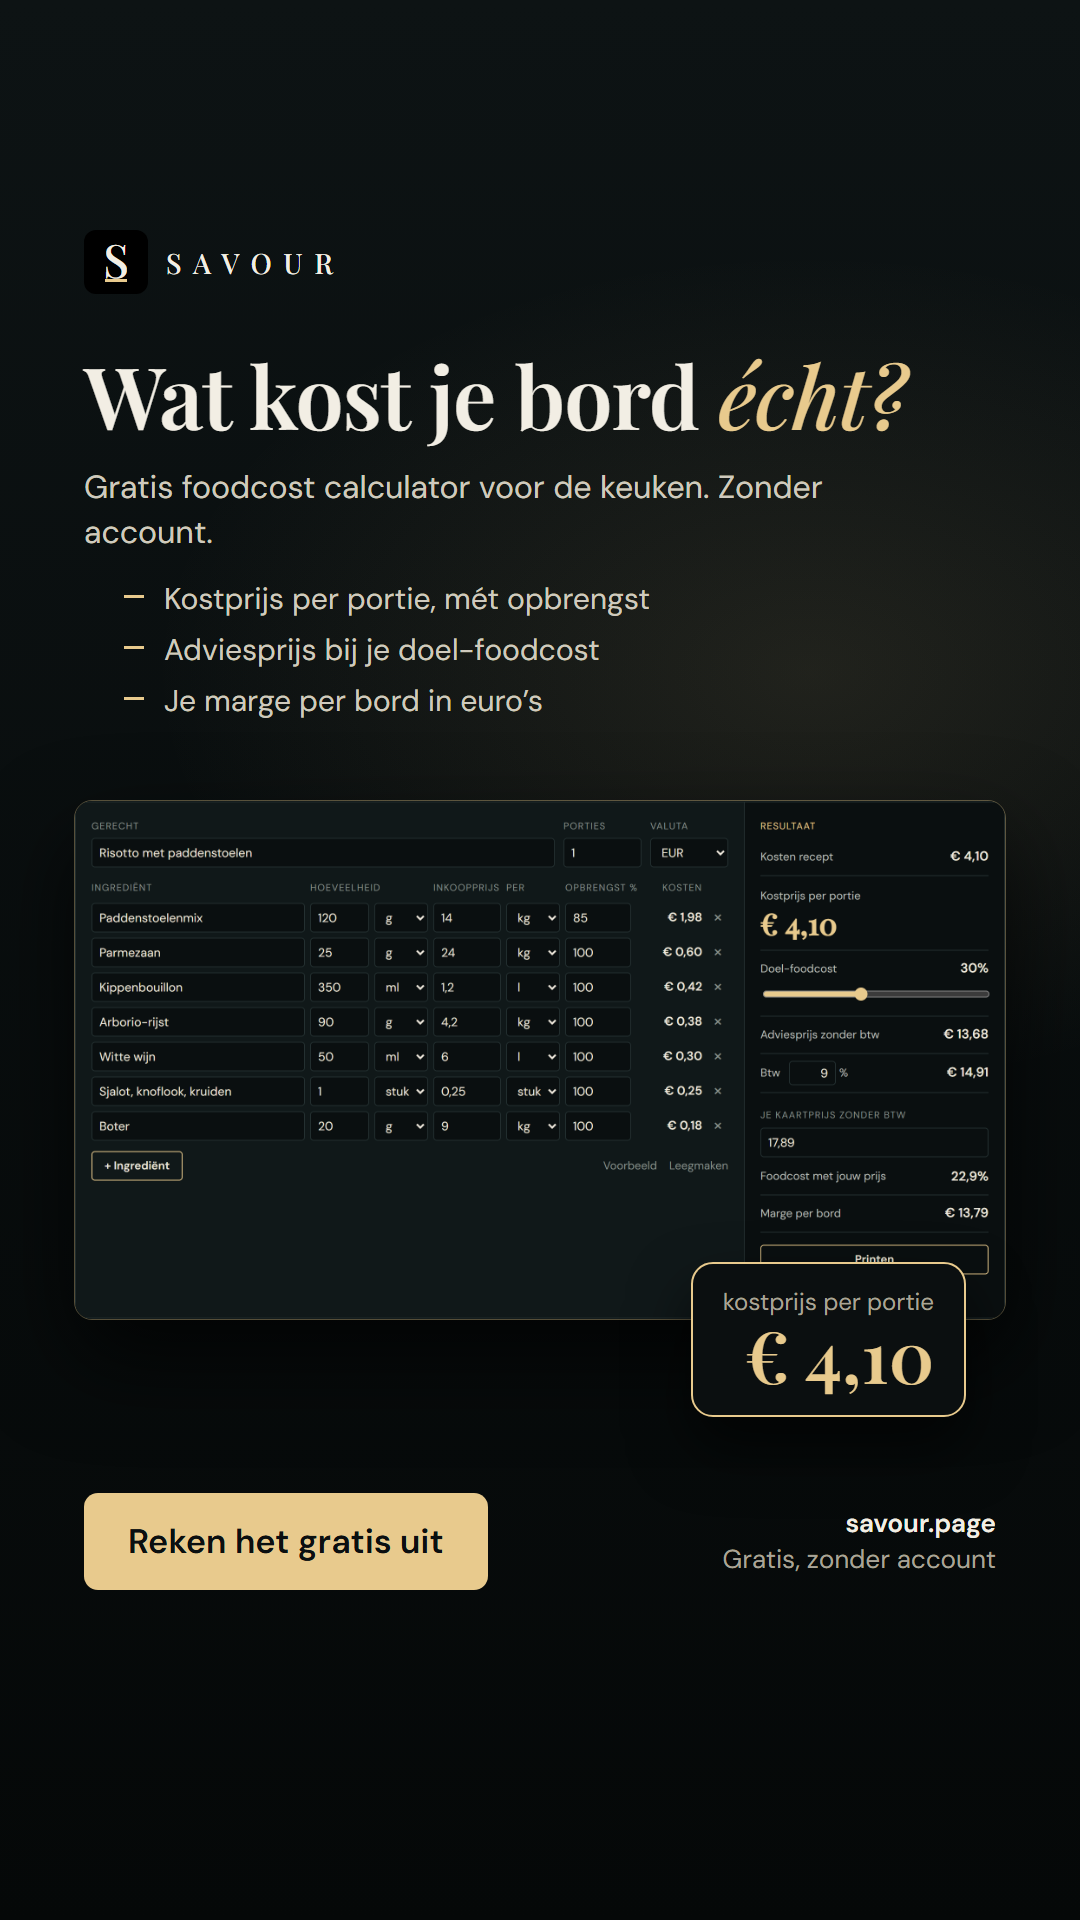 S SAVOUR
Wat kost je bord écht?
Gratis foodcost calculator voor de keuken. Zonder
account.
– Kostprijs per portie, mét opbrengst
– Adviesprijs bij je doel-foodcost
– Je marge per bord in euro’s
GERECHT PORTIES VALUTA
Risotto met paddenstoelen 1 EUR
INGREDIËNT HOEVEELHEID INKOOPPRIJS PER OPBRENGST % KOSTEN
Paddenstoelenmix 120 g 14 kg 85 € 1,98 ×
Parmezaan 25 g 24 kg 100 € 0,60 ×
Kippenbouillon 350 ml 1,2 l 100 € 0,42 ×
Arborio-rijst 90 g 4,2 kg 100 € 0,38 ×
Witte wijn 50 ml 6 l 100 € 0,30 ×
Sjalot, knoflook, kruiden 1 stuk 0,25 stuk 100 € 0,25 ×
Boter 20 g 9 kg 100 € 0,18 ×
+ Ingrediënt Voorbeeld Leegmaken
RESULTAAT
Kosten recept € 4,10
Kostprijs per portie
€ 4,10
Doel-foodcost 30%
Adviesprijs zonder btw € 13,68
Btw 9 % € 14,91
JE KAARTPRIJS ZONDER BTW
17,89
Foodcost met jouw prijs 22,9%
Marge per bord € 13,79
Printen
kostprijs per portie
€ 4,10
Reken het gratis uit
savour.page
Gratis, zonder account